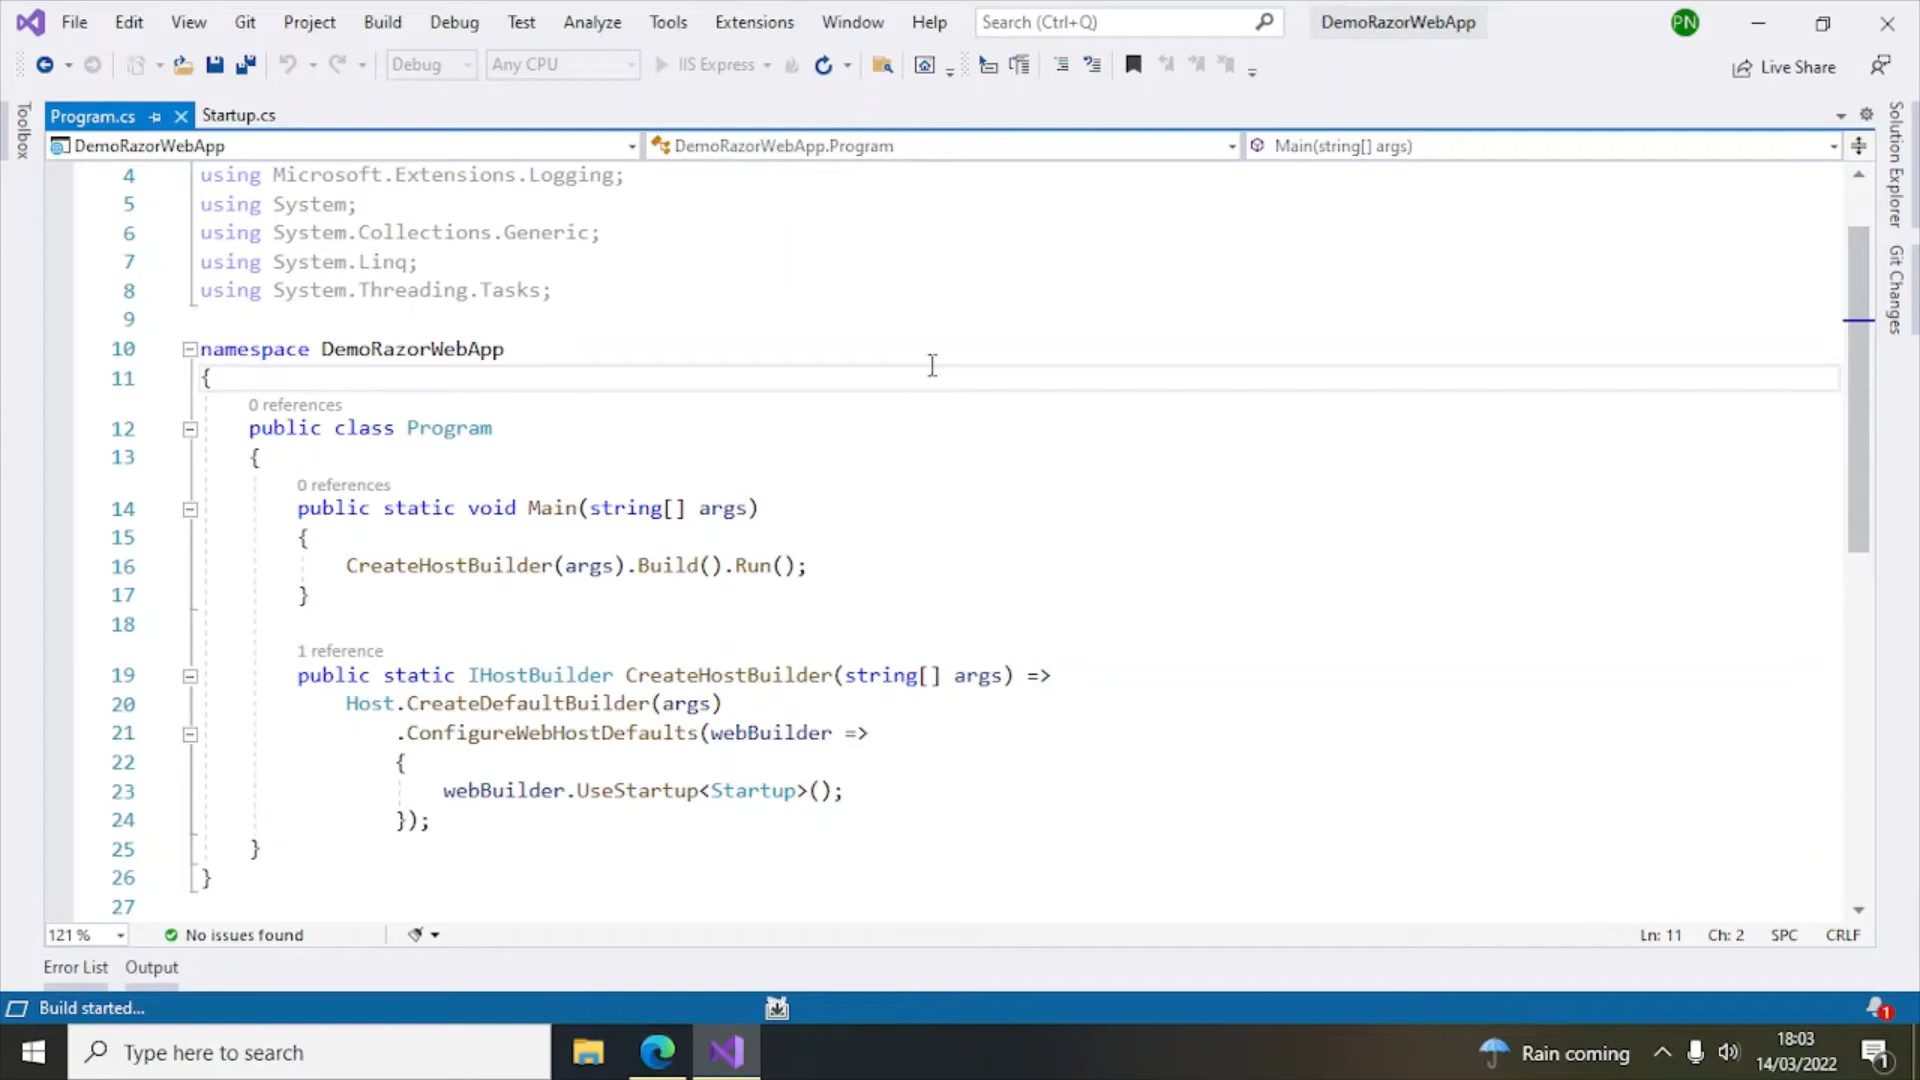 File Edit View Git Project Build Debug Test Analyze Tools Extensions Window Help Search (Ctrl+Q) DemoRazorWebApp PN
Debug Any CPU IIS Express Live Share
Toolbox
Program.cs Startup.cs
DemoRazorWebApp DemoRazorWebApp.Program Main(string[] args)
4 using Microsoft.Extensions.Logging;
5 using System;
6 using System.Collections.Generic;
7 using System.Linq;
8 using System.Threading.Tasks;
9
10 namespace DemoRazorWebApp
11 {
0 references
12 public class Program
13 {
0 references
14 public static void Main(string[] args)
15 {
16 CreateHostBuilder(args).Build().Run();
17 }
18
1 reference
19 public static IHostBuilder CreateHostBuilder(string[] args) =>
20 Host.CreateDefaultBuilder(args)
21 .ConfigureWebHostDefaults(webBuilder =>
22 {
23 webBuilder.UseStartup<Startup>();
24 });
25 }
26 }
27
Solution Explorer
Git Changes
121 % No issues found Ln: 11 Ch: 2 SPC CRLF
Error List Output
Build started... 1
Type here to search Rain coming 18:03
14/03/2022 1